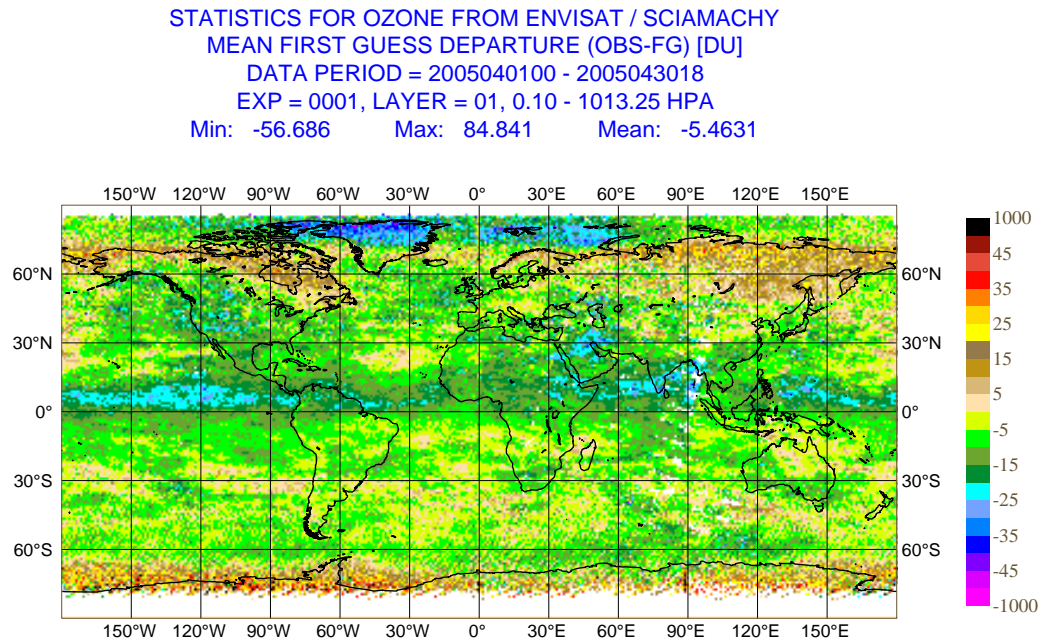 STATISTICS FOR OZONE FROM ENVISAT / SCIAMACHY
MEAN FIRST GUESS DEPARTURE (OBS-FG) [DU]
DATA PERIOD = 2005040100 - 2005043018
EXP = 0001, LAYER = 01, 0.10 - 1013.25 HPA
Min: -56.686 Max: 84.841 Mean: -5.4631
150°W 120°W 90°W 60°W 30°W 0° 30°E 60°E 90°E 120°E 150°E
60°N 60°N
30°N 30°N
0° 0°
30°S 30°S
60°S 60°S
150°W 120°W 90°W 60°W 30°W 0° 30°E 60°E 90°E 120°E 150°E
1000
45
35
25
15
5
-5
-15
-25
-35
-45
-1000